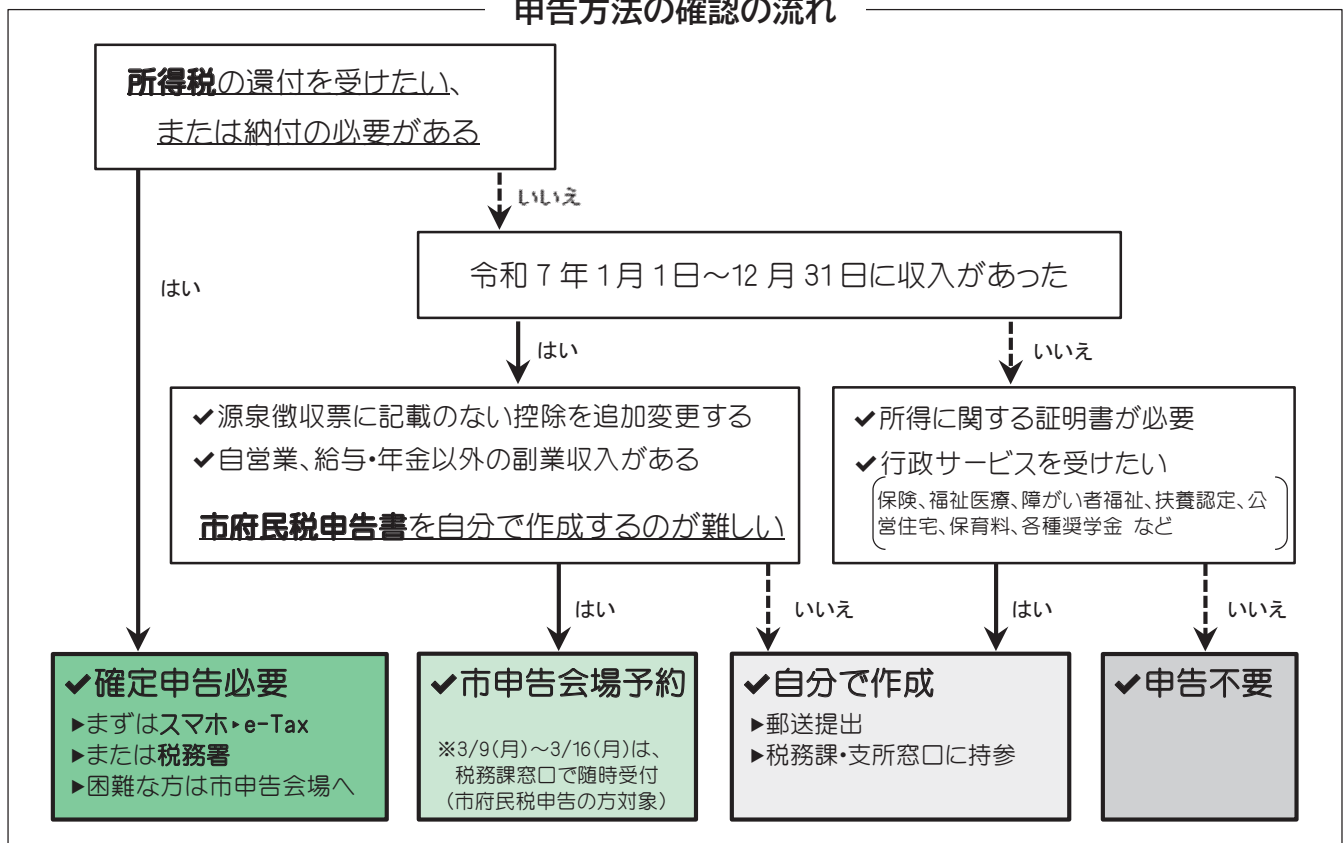 申告方法の確認の流れ
所得税の還付を受けたい、
または納付の必要がある
はい
いいえ
令和7年1月1日～12月31日に収入があった
はい
いいえ
✔源泉徴収票に記載のない控除を追加変更する
✔自営業、給与・年金以外の副業収入がある
市府民税申告書を自分で作成するのが難しい
✔所得に関する証明書が必要
✔行政サービスを受けたい
保険、福祉医療、障がい者福祉、扶養認定、公
営住宅、保育料、各種奨学金 など
はい
いいえ
はい
いいえ
✔確定申告必要
▶まずはスマホ▶e-Tax
▶または税務署
▶困難な方は市申告会場へ
✔市申告会場予約
※3/9(月)～3/16(月)は、
税務課窓口で随時受付
（市府民税申告の方対象）
✔自分で作成
▶郵送提出
▶税務課・支所窓口に持参
✔申告不要